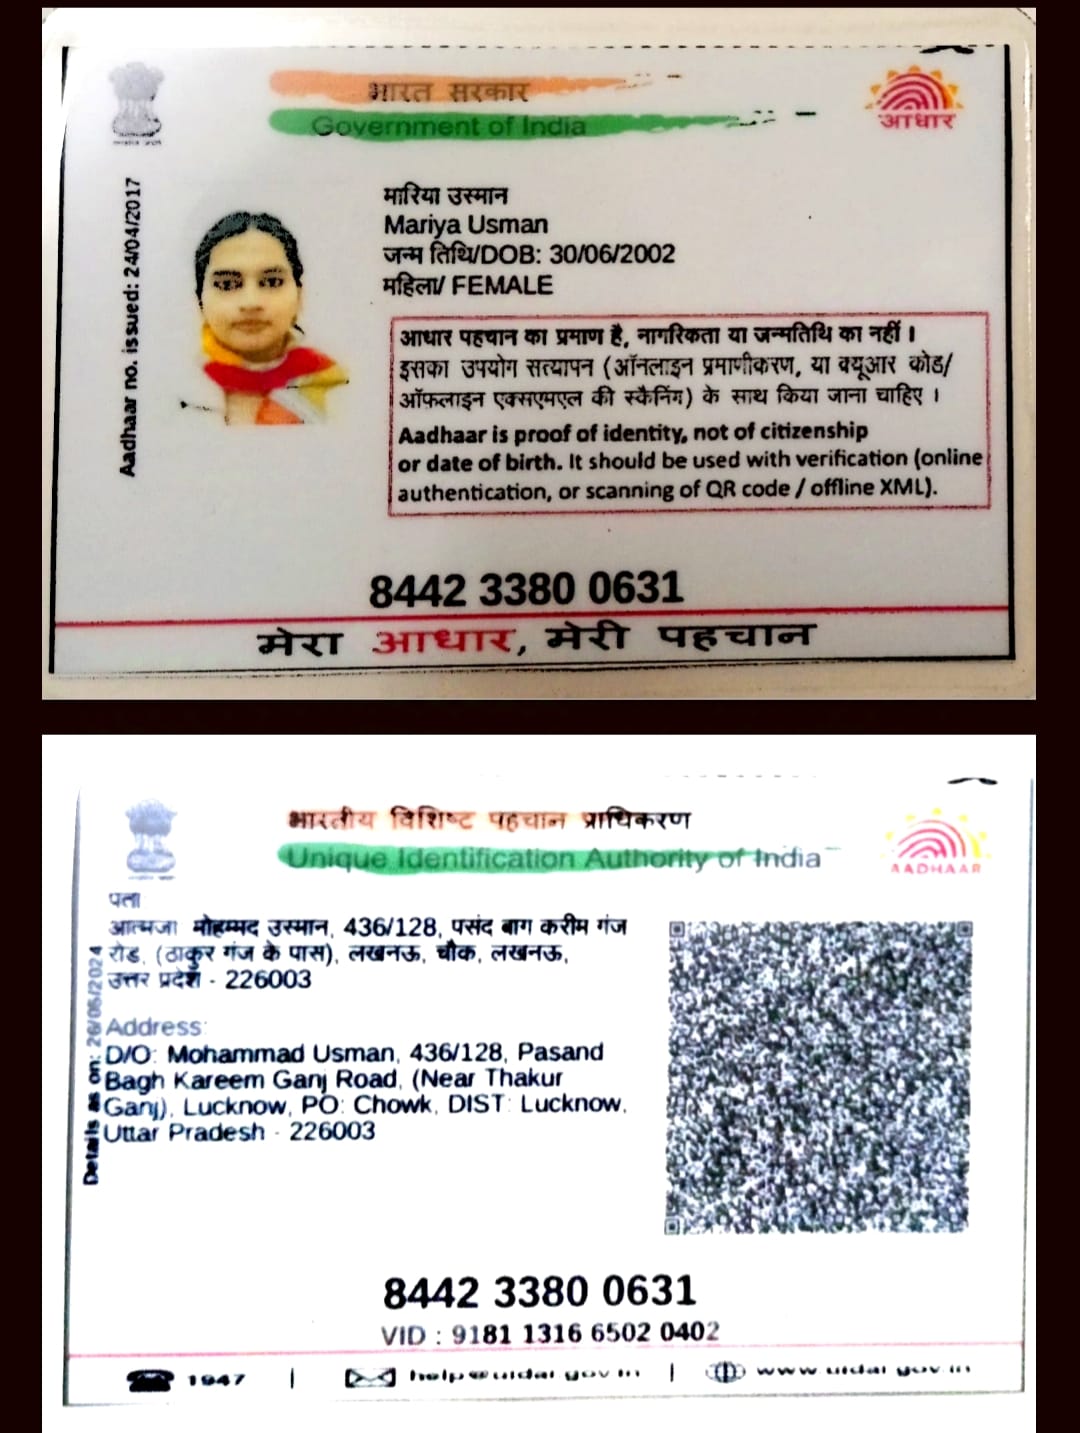 भारत सरकार
Government of India
आधार
Aadhaar no. issued: 24/04/2017
मारिया उस्मान
Mariya Usman
जन्म तिथि/DOB: 30/06/2002
महिला/ FEMALE
आधार पहचान का प्रमाण है, नागरिकता या जन्मतिथि का नहीं ।
इसका उपयोग सत्यापन (ऑनलाइन प्रमाणीकरण, या क्यूआर कोड/
ऑफ़लाइन एक्सएमएल की स्कैनिंग) के साथ किया जाना चाहिए ।
Aadhaar is proof of identity, not of citizenship
or date of birth. It should be used with verification (online
authentication, or scanning of QR code / offline XML).
8442 3380 0631
मेरा आधार, मेरी पहचान
भारतीय विशिष्ट पहचान प्राधिकरण
Unique Identification Authority of India
AADHAAR
Details as on: 26/05/2024
पता
आत्मजा मोहम्मद उस्मान, 436/128, पसंद बाग करीम गंज
रोड, (ठाकुर गंज के पास), लखनऊ, चौक, लखनऊ,
उत्तर प्रदेश - 226003
Address:
D/O: Mohammad Usman, 436/128, Pasand
Bagh Kareem Ganj Road, (Near Thakur
Ganj), Lucknow, PO: Chowk, DIST: Lucknow,
Uttar Pradesh - 226003
8442 3380 0631
VID : 9181 1316 6502 0402
1947 | help@uidai.gov.in | www.uidai.gov.in